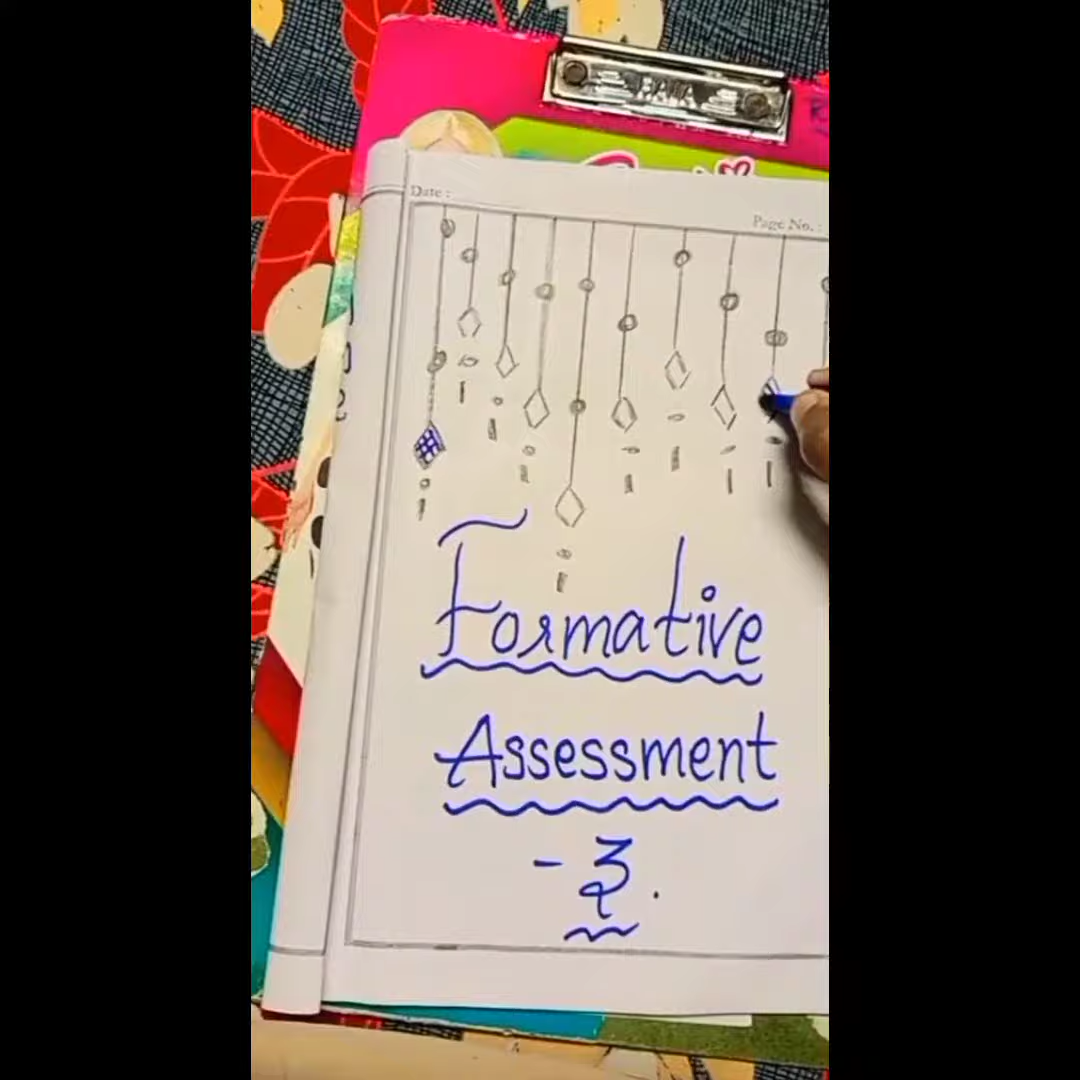 Date :
Page No. :
Formative
Assessment
- 3.